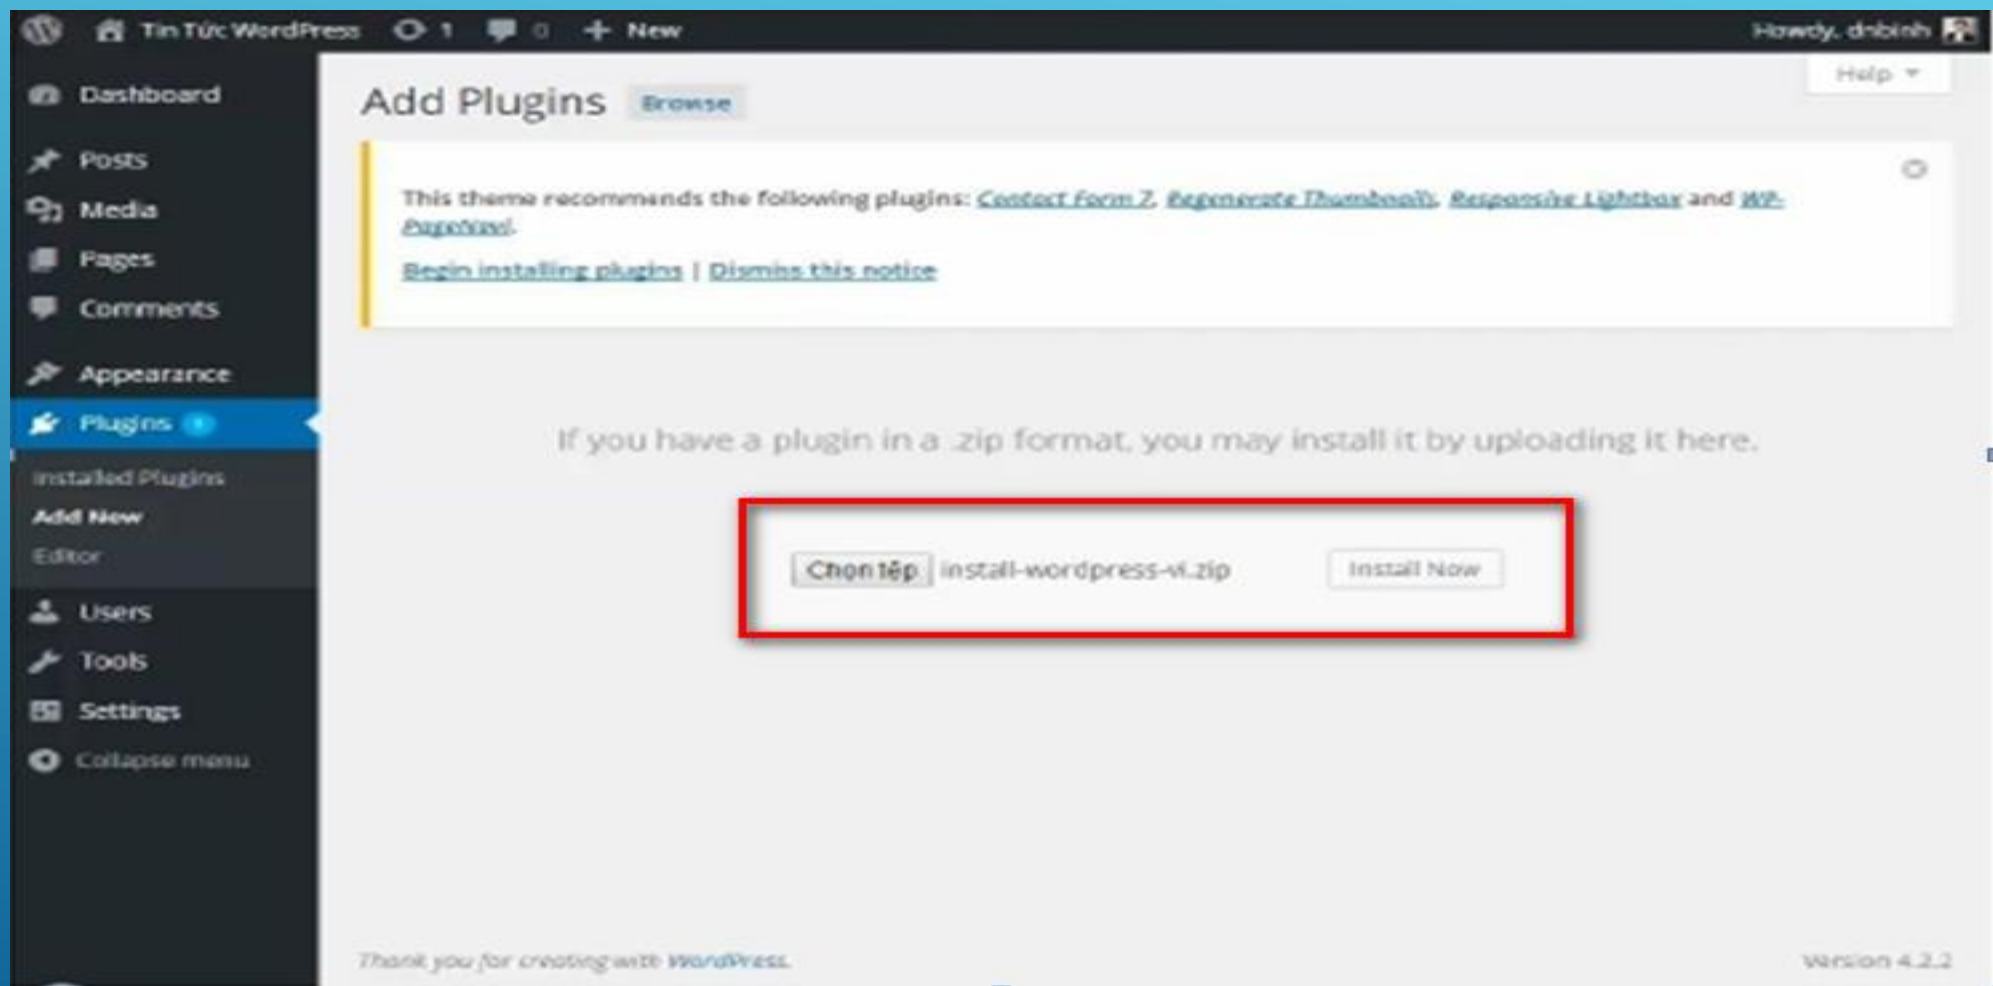 Tin Tức WordPress 1 0 + New Howdy, dnbinh
Help
Dashboard
Posts
Media
Pages
Comments
Appearance
Plugins 1
Installed Plugins
Add New
Editor
Users
Tools
Settings
Collapse menu
Add Plugins Browse
This theme recommends the following plugins: Contact Form 7, Regenerate Thumbnails, Responsive Lightbox and WP-
PageNavi.
Begin installing plugins | Dismiss this notice
If you have a plugin in a .zip format, you may install it by uploading it here.
Chọn tệp install-wordpress-vi.zip Install Now
Thank you for creating with WordPress.
Version 4.2.2